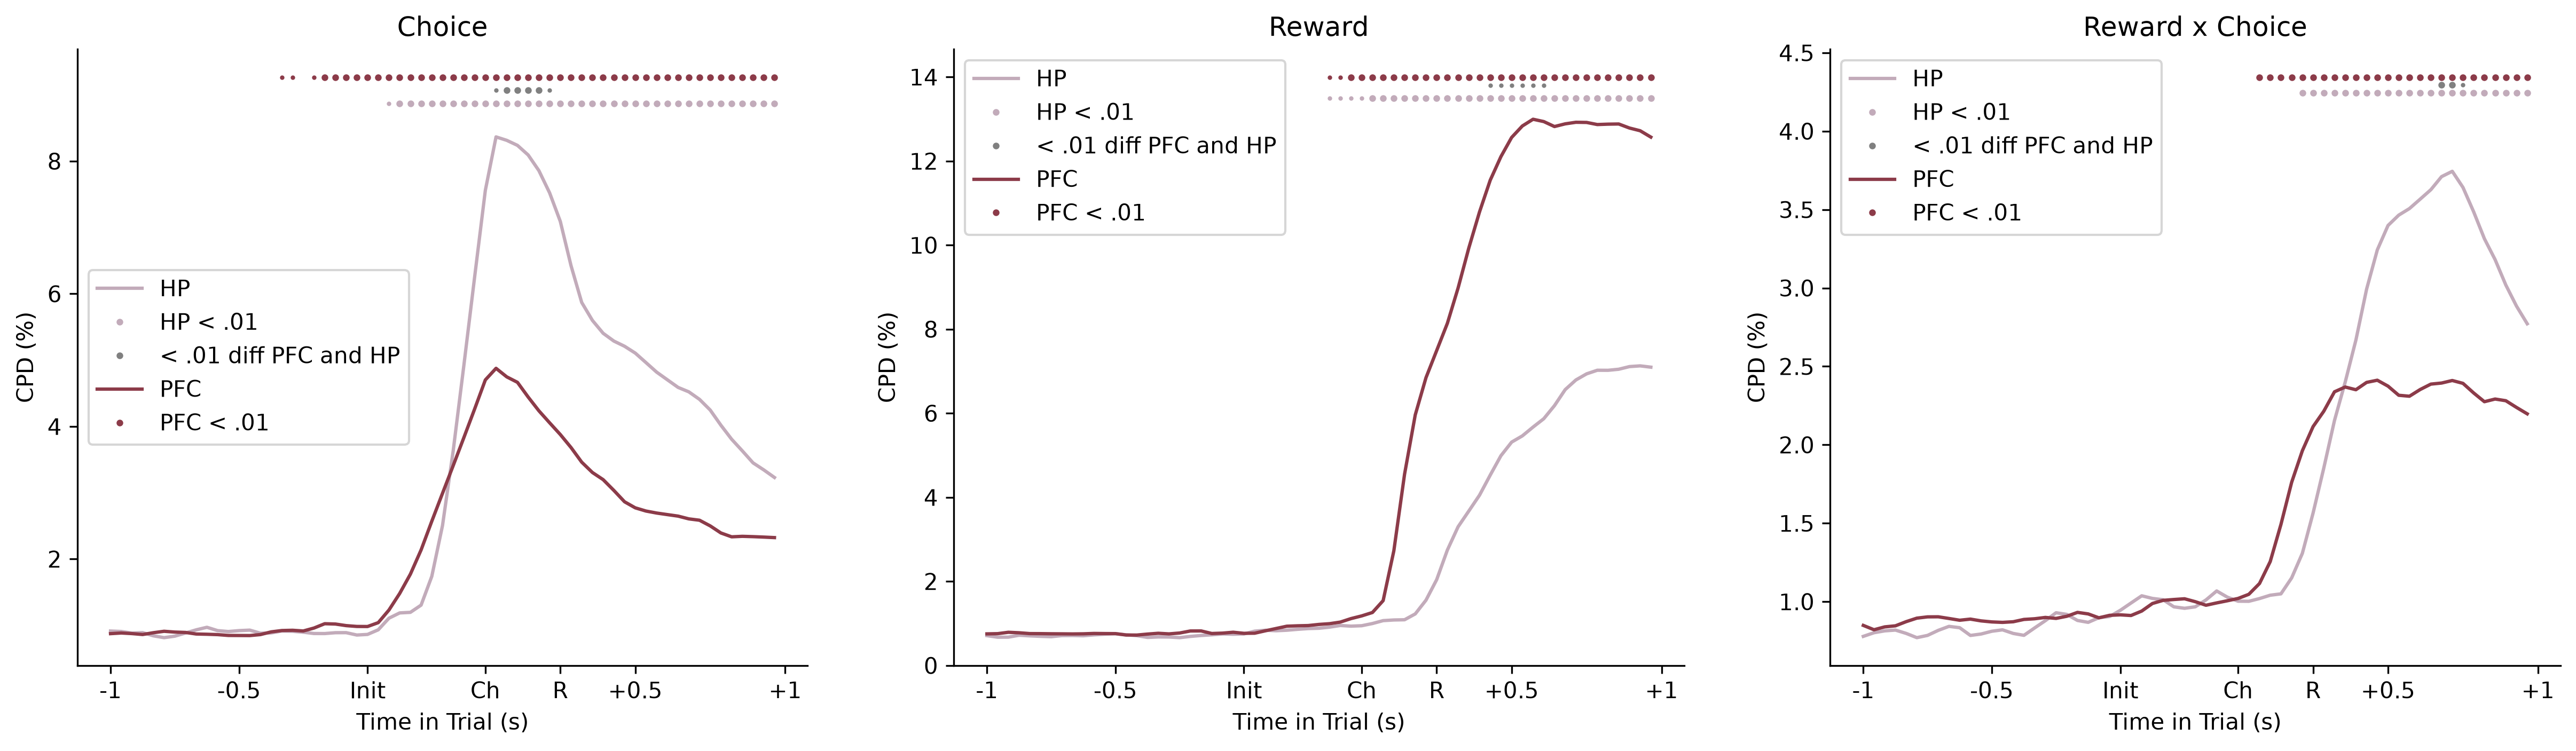 Choice
8
6
4
2
CPD (%)
HP
HP < .01
< .01 diff PFC and HP
PFC
PFC < .01
-1 -0.5 Init Ch R +0.5 +1
Time in Trial (s)
Reward
14
12
10
8
6
4
2
0
CPD (%)
HP
HP < .01
< .01 diff PFC and HP
PFC
PFC < .01
-1 -0.5 Init Ch R +0.5 +1
Time in Trial (s)
Reward x Choice
4.5
4.0
3.5
3.0
2.5
2.0
1.5
1.0
CPD (%)
HP
HP < .01
< .01 diff PFC and HP
PFC
PFC < .01
-1 -0.5 Init Ch R +0.5 +1
Time in Trial (s)